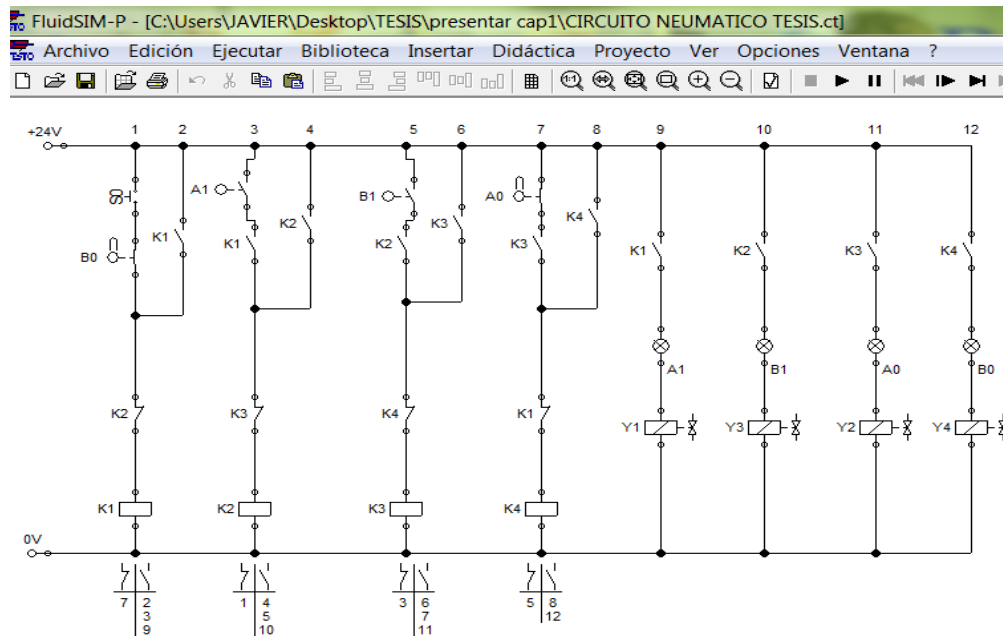 FluidSIM-P - [C:\Users\JAVIER\Desktop\TESIS\presentar cap1\CIRCUITO NEUMATICO TESIS.ct]
Archivo Edición Ejecutar Biblioteca Insertar Didáctica Proyecto Ver Opciones Ventana ?
1:1
+24V 1 2 3 4 5 6 7 8 9 10 11 12
S0 A1 B1 A0
K1 K2 K3 K4
B0 K1 K2 K3 K1 K2 K3 K4
A1 B1 A0 B0
K2 K3 K4 K1
Y1 Y3 Y2 Y4
K1 K2 K3 K4
0V
7 2 1 4 3 6 5 8
3 5 7 12
9 10 11